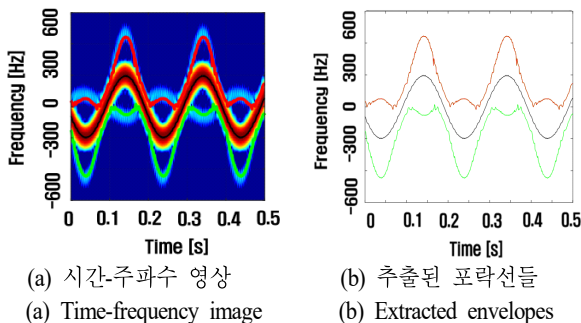 Frequency [Hz]
600
300
0
-300
-600
0 0.1 0.2 0.3 0.4 0.5
Time [s]
(a) 시간-주파수 영상
(a) Time-frequency image
Frequency [Hz]
600
300
0
-300
-600
0 0.1 0.2 0.3 0.4 0.5
Time [s]
(b) 추출된 포락선들
(b) Extracted envelopes